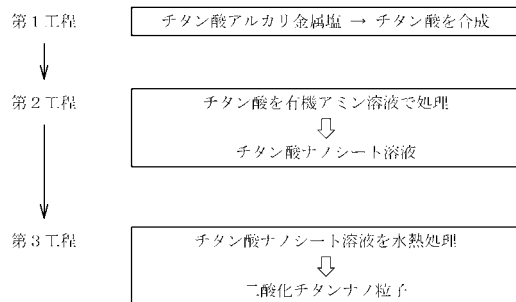 第1工程 チタン酸アルカリ金属塩 → チタン酸を合成
第2工程 チタン酸を有機アミン溶液で処理
チタン酸ナノシート溶液
第3工程 チタン酸ナノシート溶液を水熱処理
二酸化チタンナノ粒子